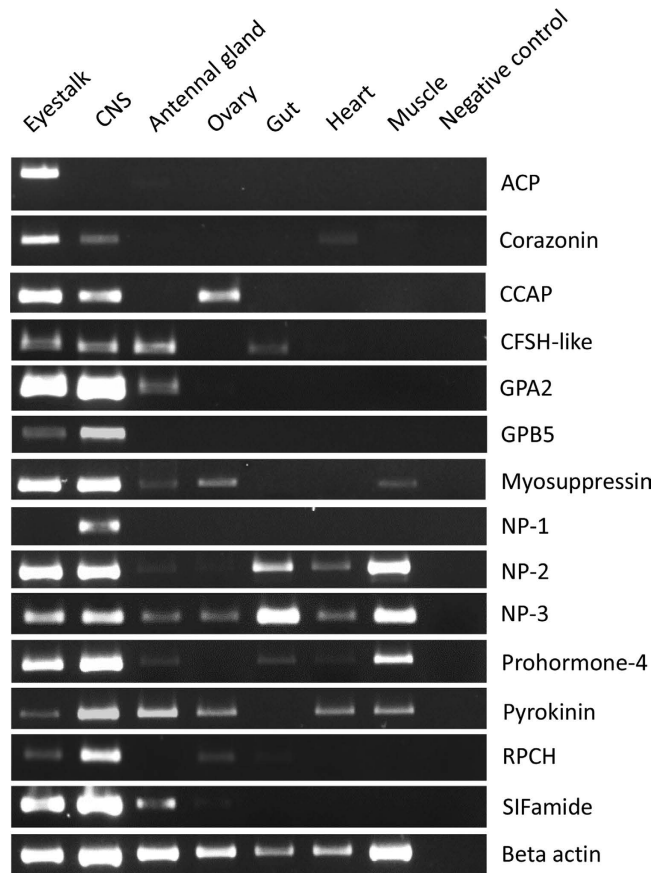 Eyestalk
CNS
Antennal gland
Ovary
Gut
Heart
Muscle
Negative control
ACP
Corazonin
CCAP
CFSH-like
GPA2
GPB5
Myosuppressin
NP-1
NP-2
NP-3
Prohormone-4
Pyrokinin
RPCH
SIFamide
Beta actin